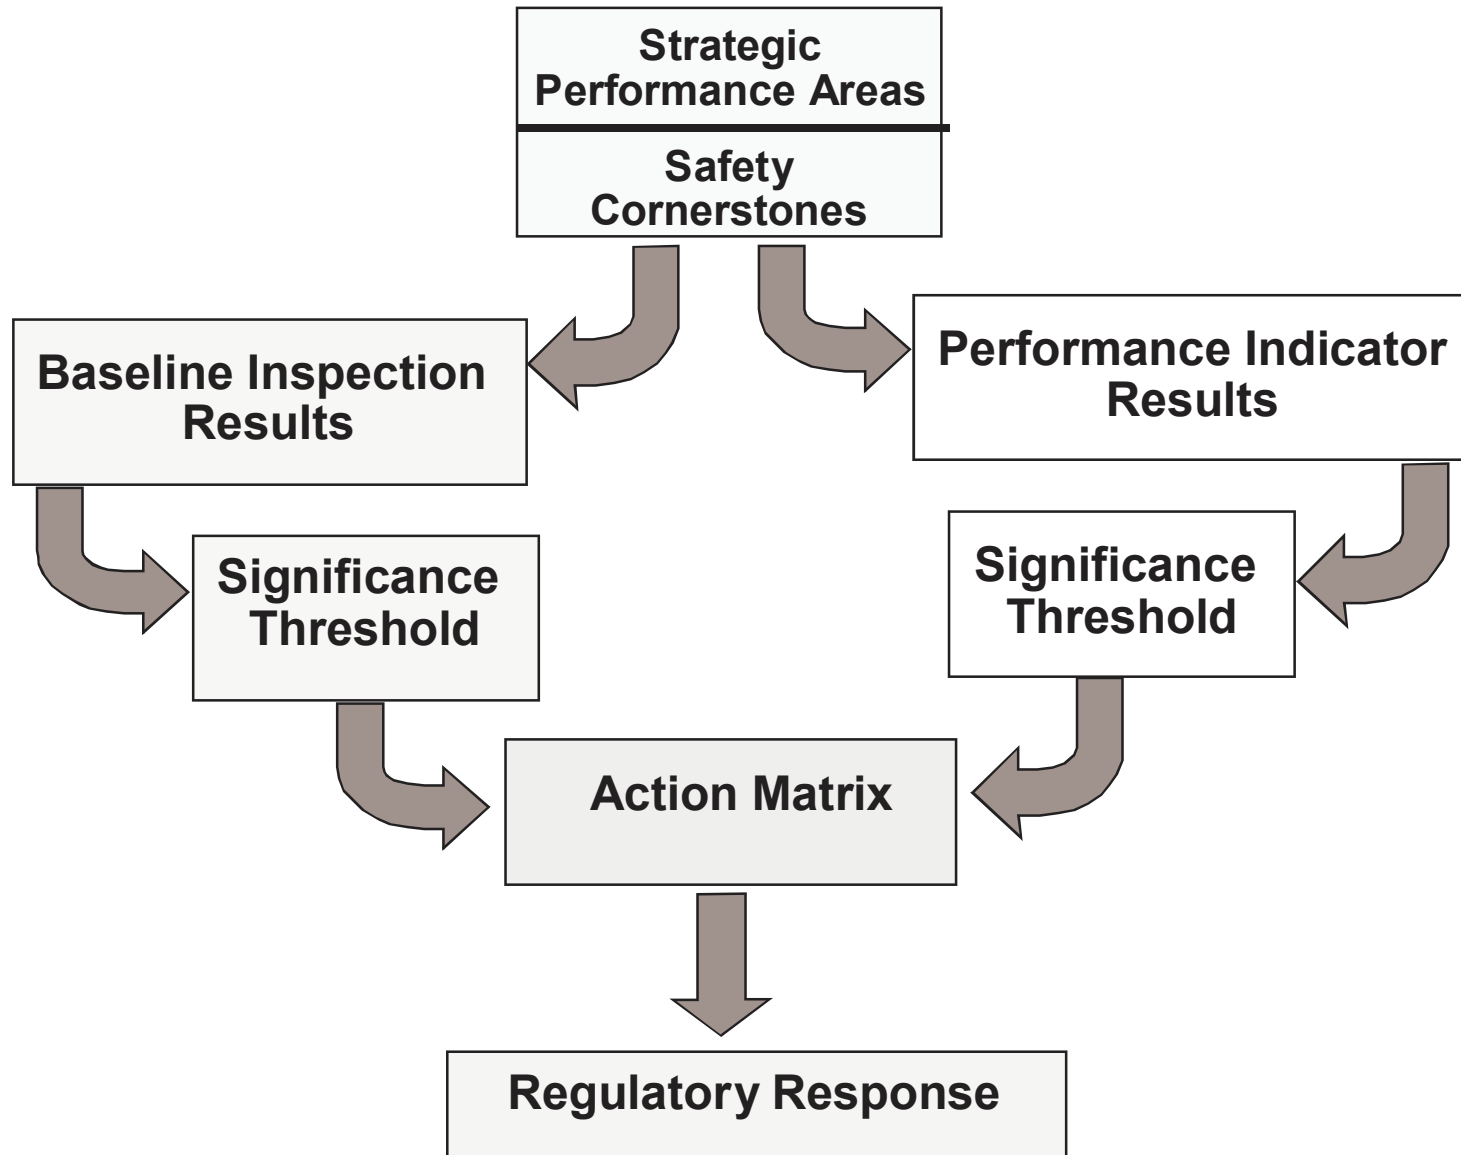 Strategic
Performance Areas
Safety
Cornerstones
Baseline Inspection
Results
Performance Indicator
Results
Significance
Threshold
Significance
Threshold
Action Matrix
Regulatory Response